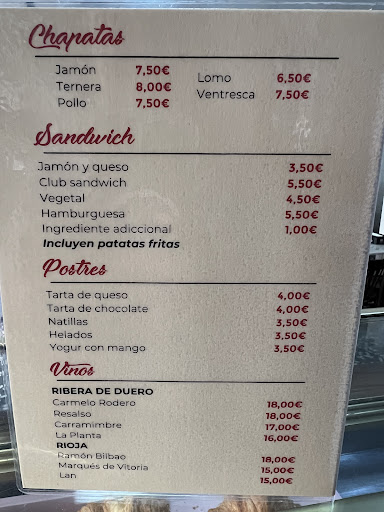 Chapatas
Jamón 7,50€ Lomo 6,50€
Ternera 8,00€ Ventresca 7,50€
Pollo 7,50€
Sandwich
Jamón y queso 3,50€
Club sandwich 5,50€
Vegetal 4,50€
Hamburguesa 5,50€
Ingrediente adiccional 1,00€
Incluyen patatas fritas
Postres
Tarta de queso 4,00€
Tarta de chocolate 4,00€
Natillas 3,50€
Helados 3,50€
Yogur con mango 3,50€
Vinos
RIBERA DE DUERO
Carmelo Rodero 18,00€
Resalso 18,00€
Carramimbre 17,00€
La Planta 16,00€
RIOJA
Ramón Bilbao 18,00€
Marqués de Vitoria 15,00€
Lan 15,00€